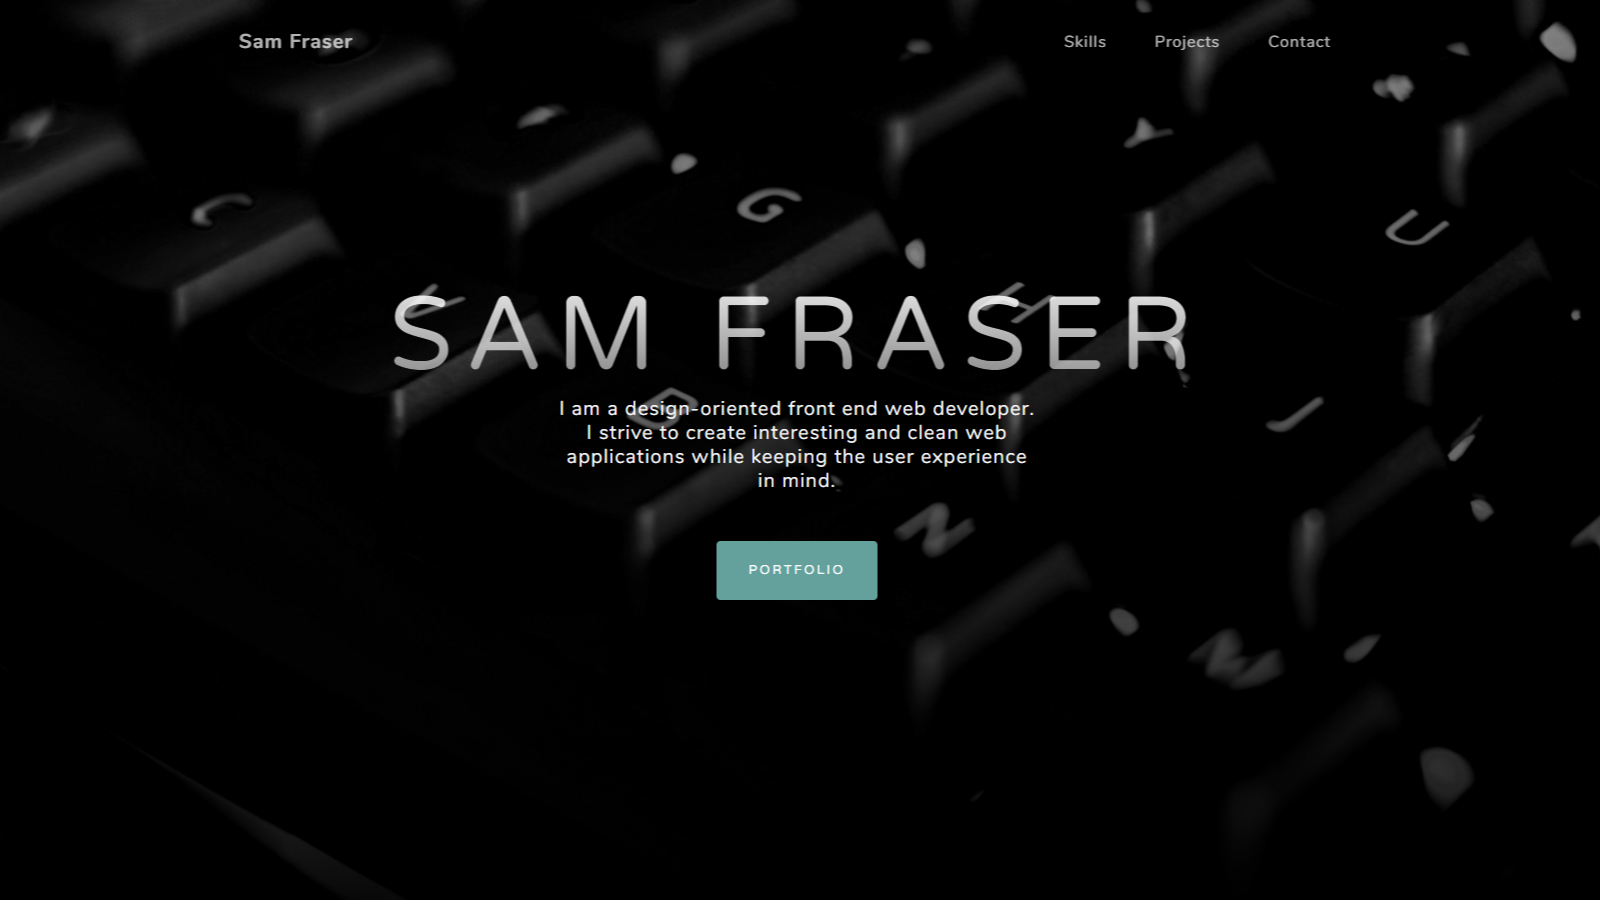 Sam Fraser
Skills Projects Contact
C
G
U
H
SAM FRASER
B
I am a design-oriented front end web developer.
I strive to create interesting and clean web
applications while keeping the user experience
in mind.
J
N
PORTFOLIO
M